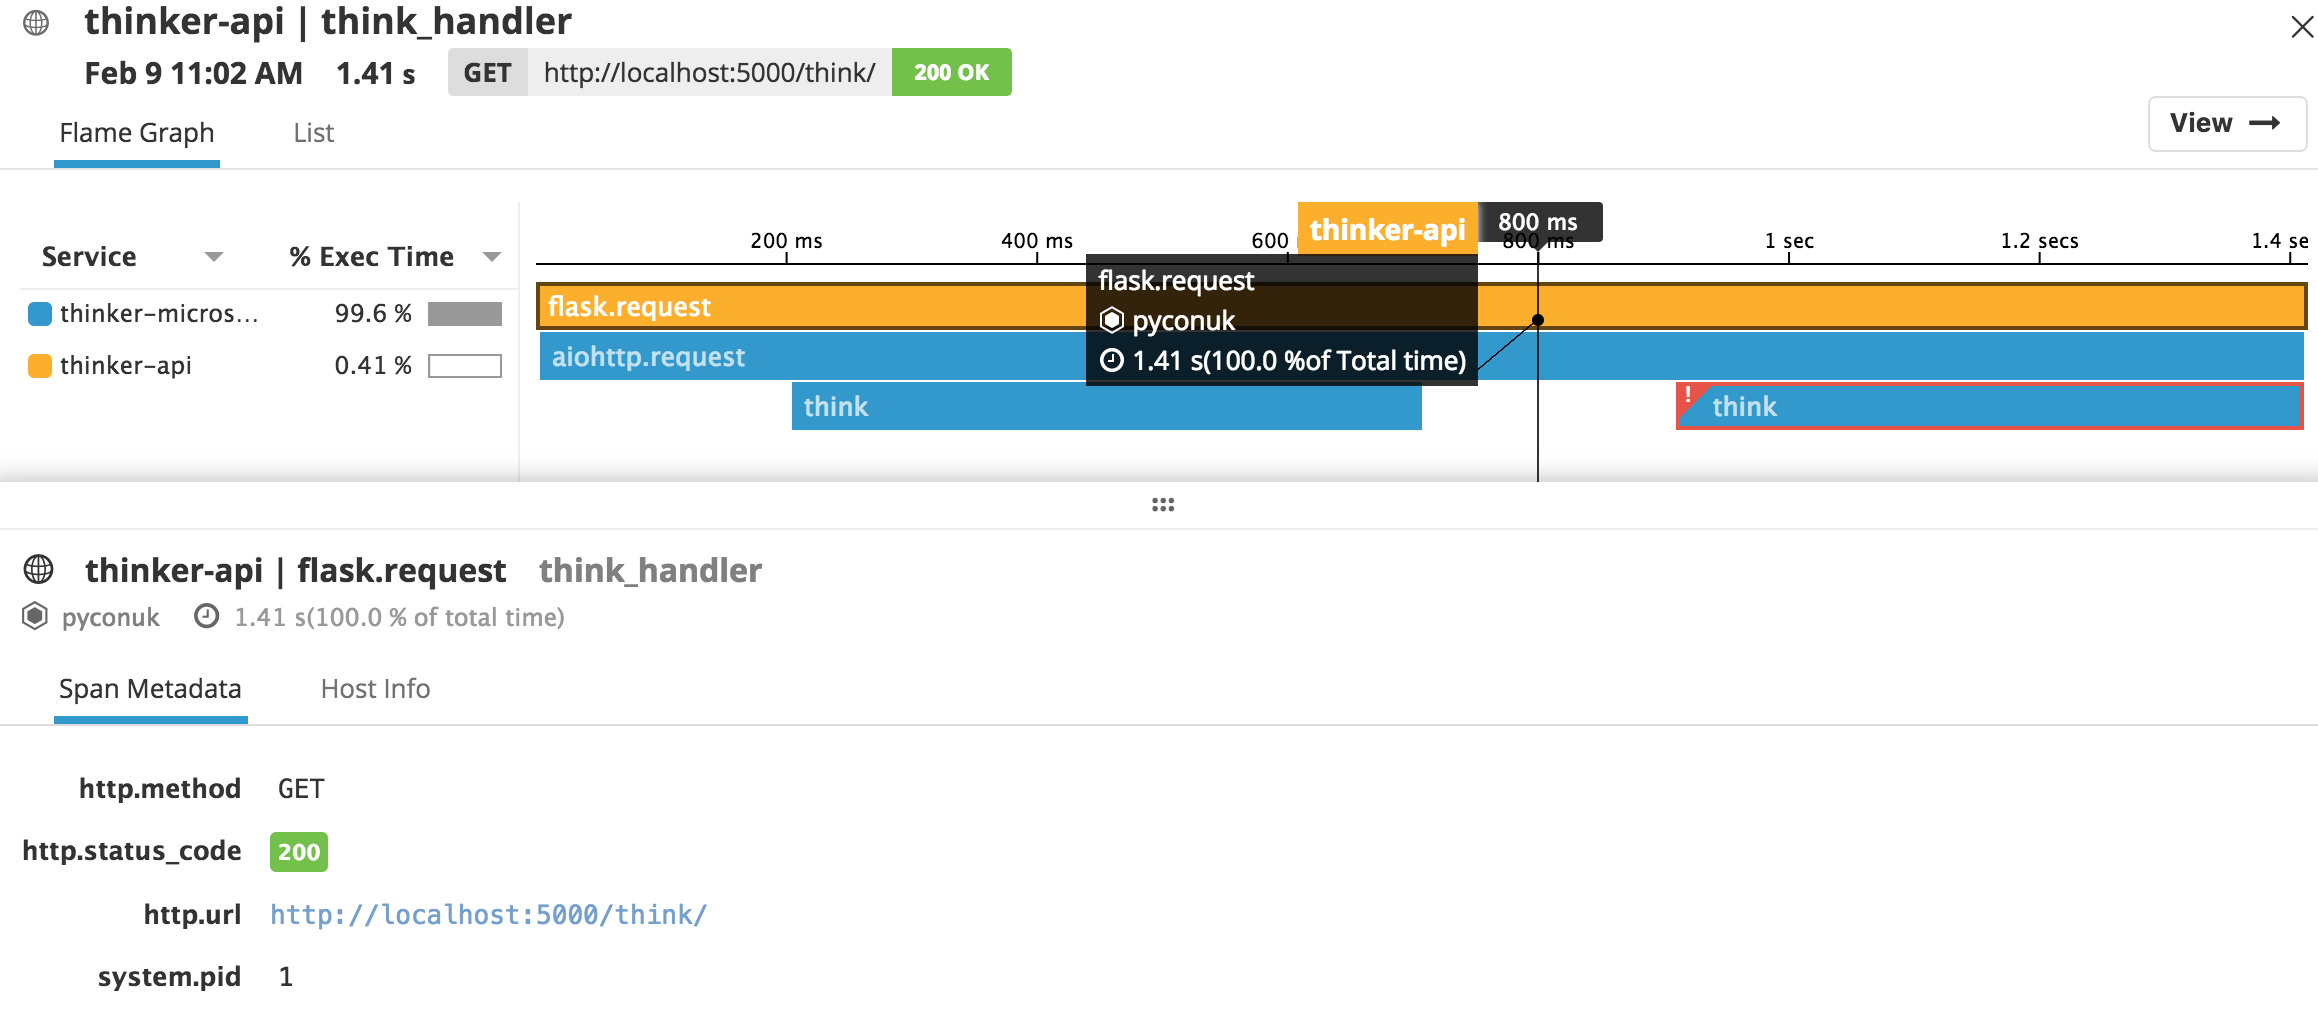 thinker-api | think_handler
Feb 9 11:02 AM 1.41 s GET http://localhost:5000/think/ 200 OK
Flame Graph List
View →
Service % Exec Time
thinker-micros... 99.6 %
thinker-api 0.41 %
200 ms 400 ms 600 800 ms 1 sec 1.2 secs 1.4 se
thinker-api 800 ms
flask.request
pyconuk
1.41 s(100.0 %of Total time)
flask.request
aiohttp.request
think ! think
thinker-api | flask.request think_handler
pyconuk 1.41 s(100.0 % of total time)
Span Metadata Host Info
http.method GET
http.status_code 200
http.url http://localhost:5000/think/
system.pid 1